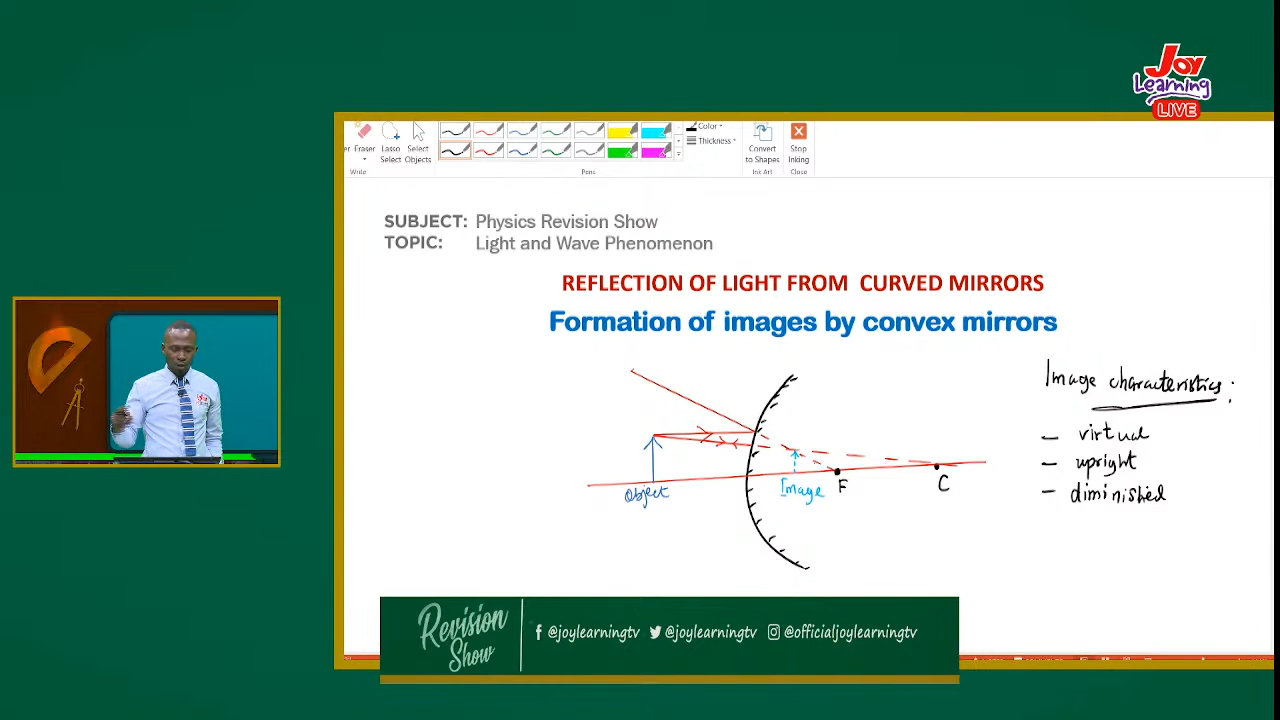 Joy
Learning
LIVE
Eraser
Lasso
Select
Select
Objects
Color
Thickness
Convert
to Shapes
Stop
Inking
Write
Pens
Ink Art
Close
SUBJECT: Physics Revision Show
TOPIC: Light and Wave Phenomenon
REFLECTION OF LIGHT FROM CURVED MIRRORS
Formation of images by convex mirrors
Image characteristics:
- virtual
- upright
- diminished
Object
Image
F
C
Revision
Show
@joylearningtv @joylearningtv @officialjoylearningtv